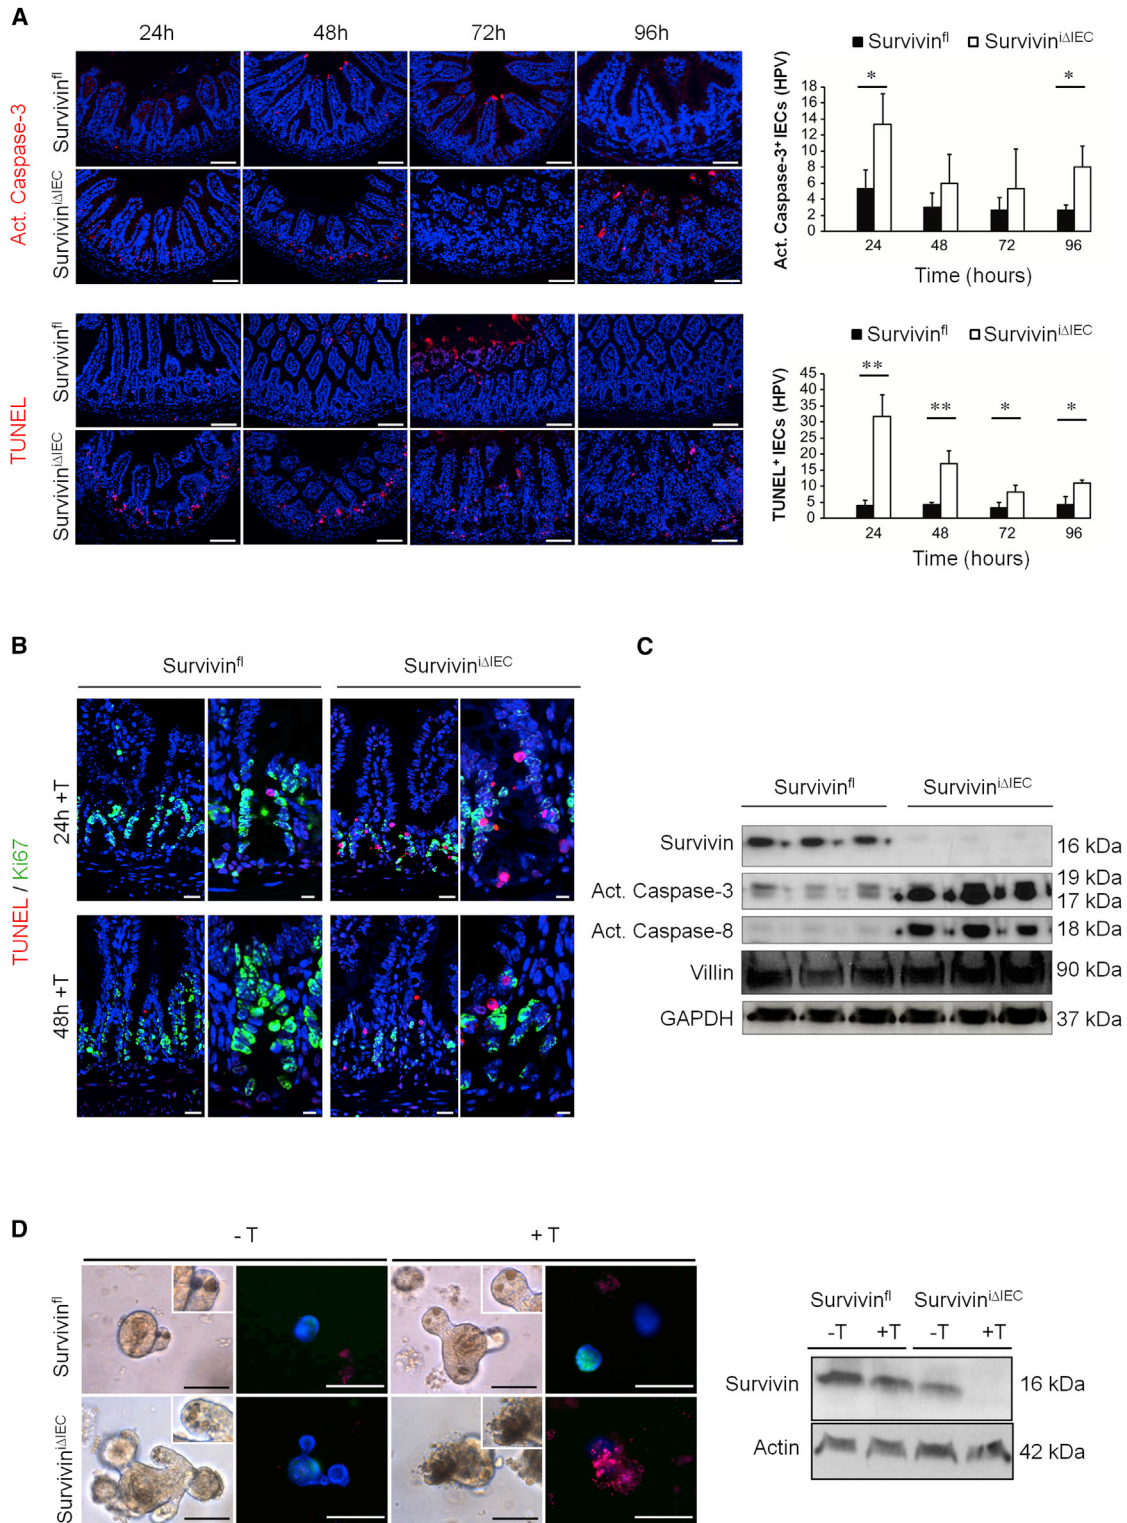 A
24h 48h 72h 96h
Act. Caspase-3
Survivinfl
SurviviniΔIEC
Survivinfl SurviviniΔIEC
Act. Caspase-3+ IECs (HPV)
18
16
14
12
10
8
6
4
2
0
* *
24 48 72 96
Time (hours)
TUNEL
Survivinfl
SurviviniΔIEC
Survivinfl SurviviniΔIEC
TUNEL+ IECs (HPV)
45
40
35
30
25
20
15
10
5
0
** ** * *
24 48 72 96
Time (hours)
B
Survivinfl SurviviniΔIEC
TUNEL / Ki67
24h +T
48h +T
C
Survivinfl SurviviniΔIEC
Survivin 16 kDa
Act. Caspase-3 19 kDa
17 kDa
Act. Caspase-8 18 kDa
Villin 90 kDa
GAPDH 37 kDa
D
- T + T
Survivinfl
SurviviniΔIEC
Survivinfl SurviviniΔIEC
-T +T -T +T
Survivin 16 kDa
Actin 42 kDa